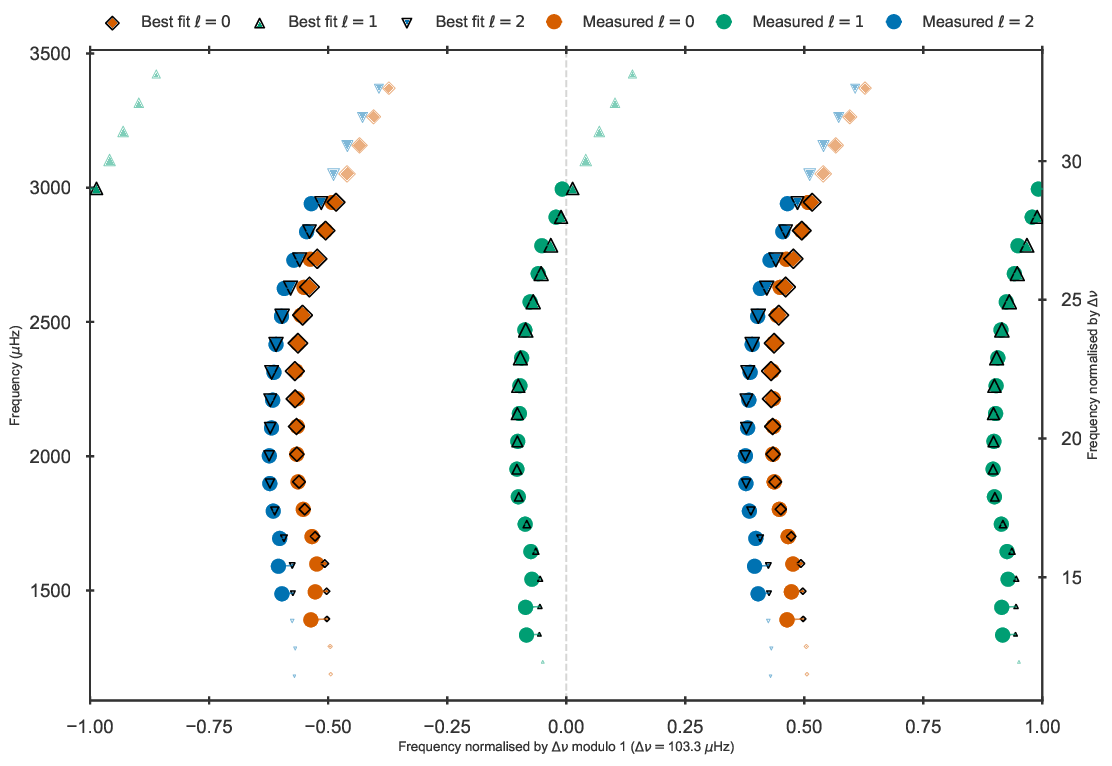 Best fit ℓ = 0 Best fit ℓ = 1 Best fit ℓ = 2 Measured ℓ = 0 Measured ℓ = 1 Measured ℓ = 2
3500
3000
2500
2000
1500
Frequency (μHz)
30
25
20
15
Frequency normalised by Δν
−1.00 −0.75 −0.50 −0.25 0.00 0.25 0.50 0.75 1.00
Frequency normalised by Δν modulo 1 (Δν = 103.3 μHz)